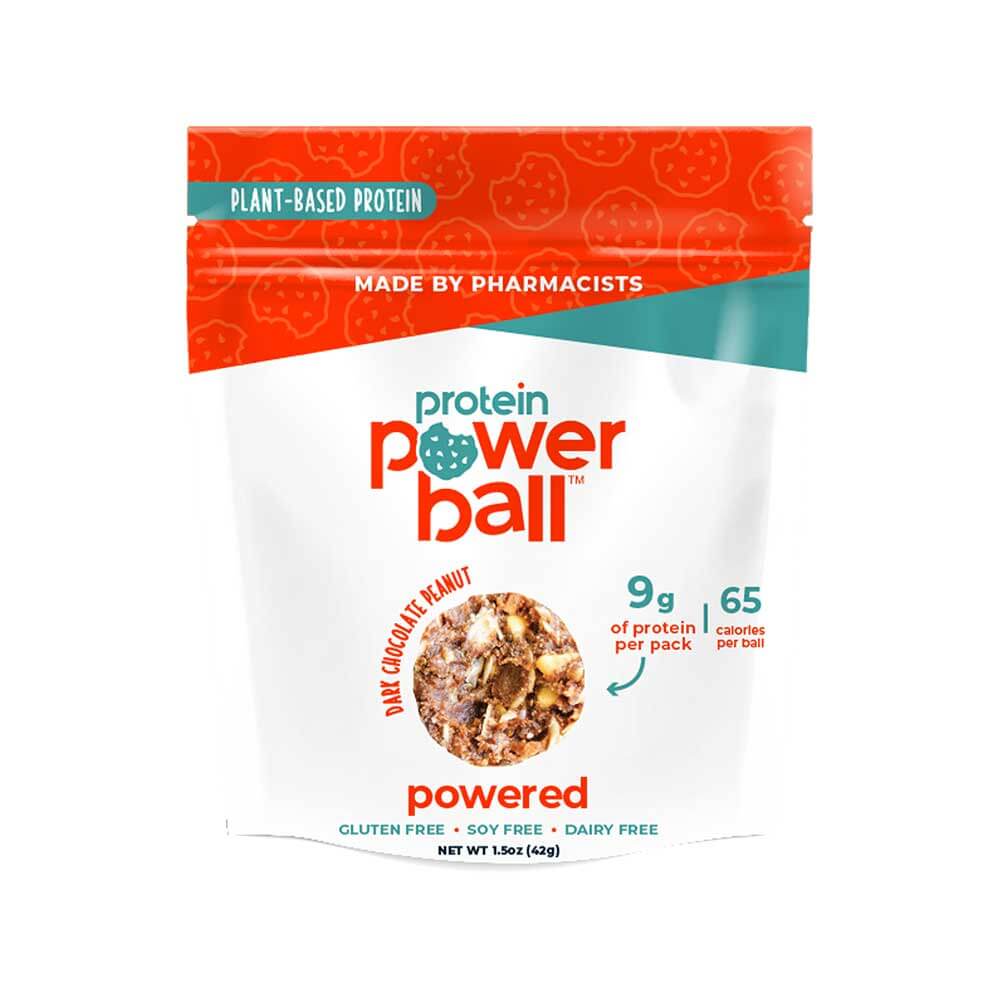 PLANT-BASED PROTEIN
MADE BY PHARMACISTS
protein
power
ball™
DARK CHOCOLATE PEANUT
9g
of protein
per pack
65
calories
per ball
powered
GLUTEN FREE • SOY FREE • DAIRY FREE
NET WT 1.5oz (42g)